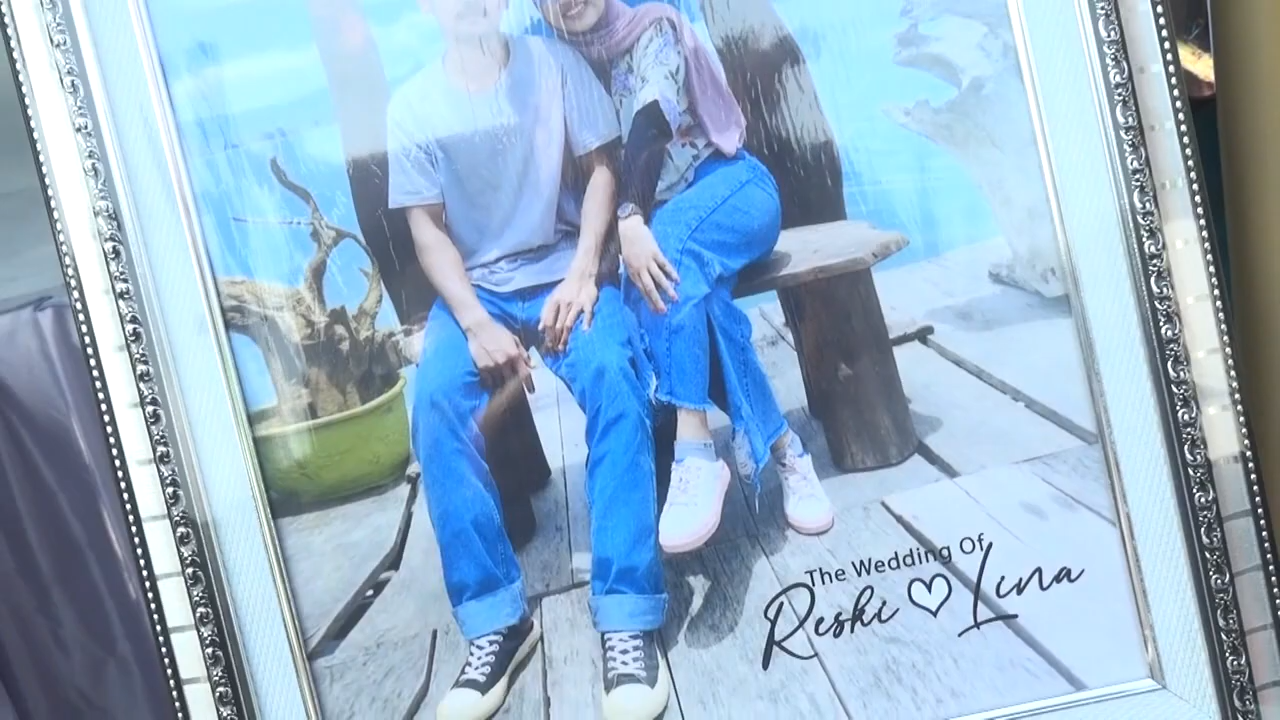 The Wedding Of
Reski ♡ Lina